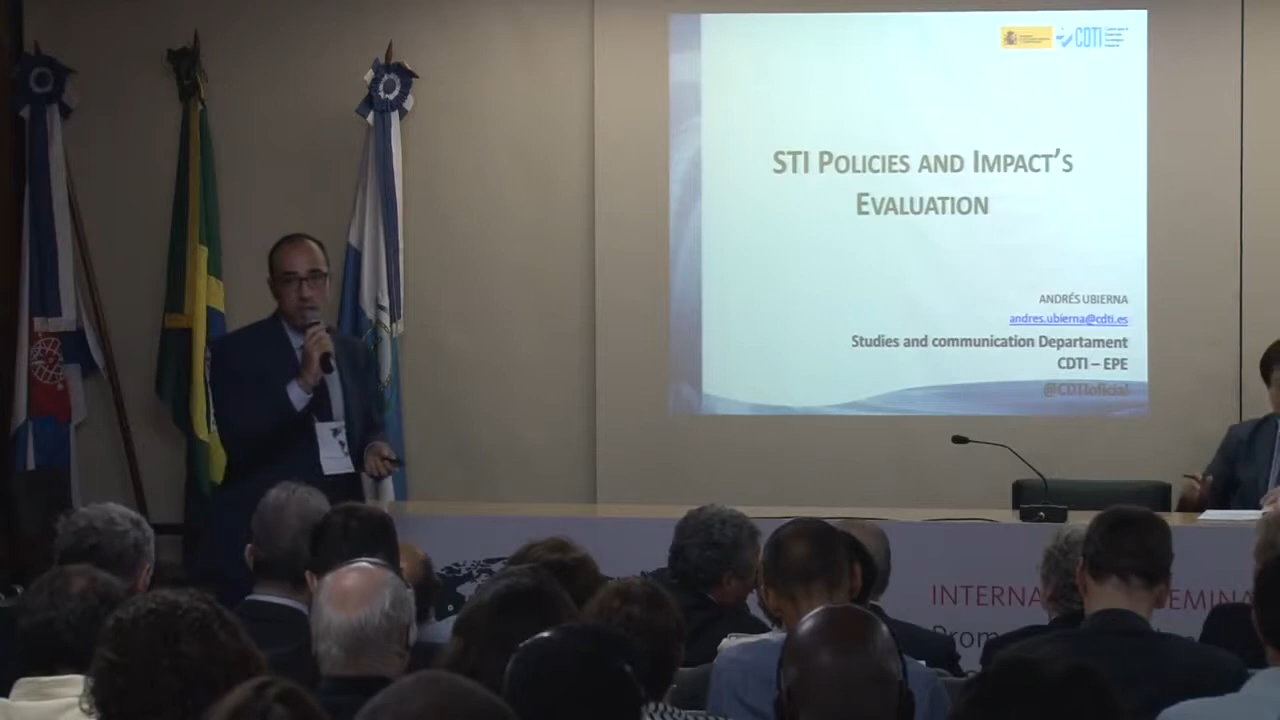 CDTI
STI POLICIES AND IMPACT'S
EVALUATION
ANDRÉS UBIERNA
andres.ubierna@cdti.es
Studies and communication Departament
CDTI – EPE
@CDTIoficial
INTERNA EMINA
Prom